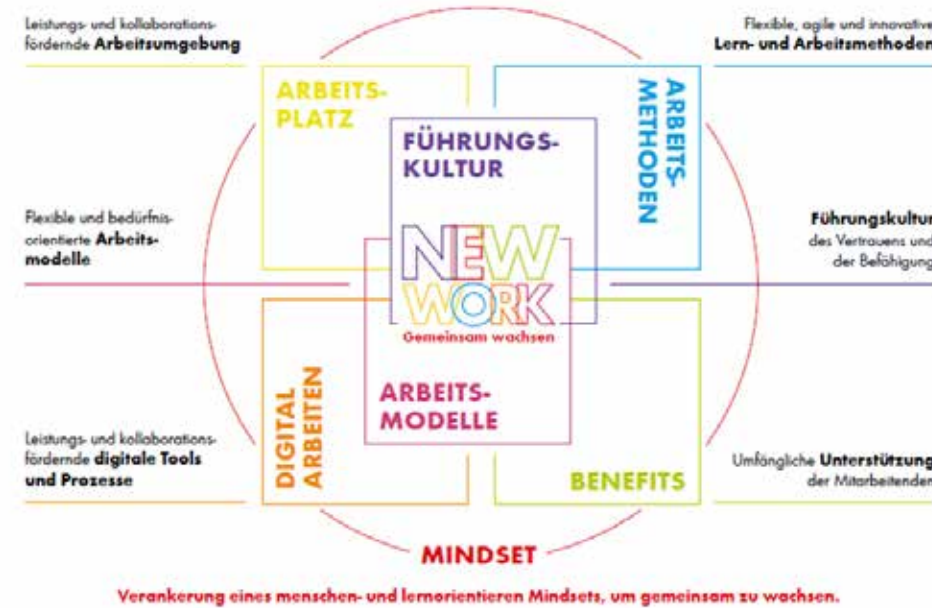 Leistungs- und kollaborations-
fördernde Arbeitsumgebung
Flexible, agile und innovative
Lern- und Arbeitsmethoden
ARBEITS-
PLATZ
ARBEITS-
METHODEN
FÜHRUNGS-
KULTUR
Flexible und bedürfnis-
orientierte Arbeits-
modelle
Führungskultur
des Vertrauens und
der Befähigung
NEW
WORK
Gemeinsam wachsen
DIGITAL
ARBEITEN
ARBEITS-
MODELLE
Leistungs- und kollaborations-
fördernde digitale Tools
und Prozesse
BENEFITS
Umfängliche Unterstützung
der Mitarbeitenden
MINDSET
Verankerung eines menschen- und lernorientieren Mindsets, um gemeinsam zu wachsen.